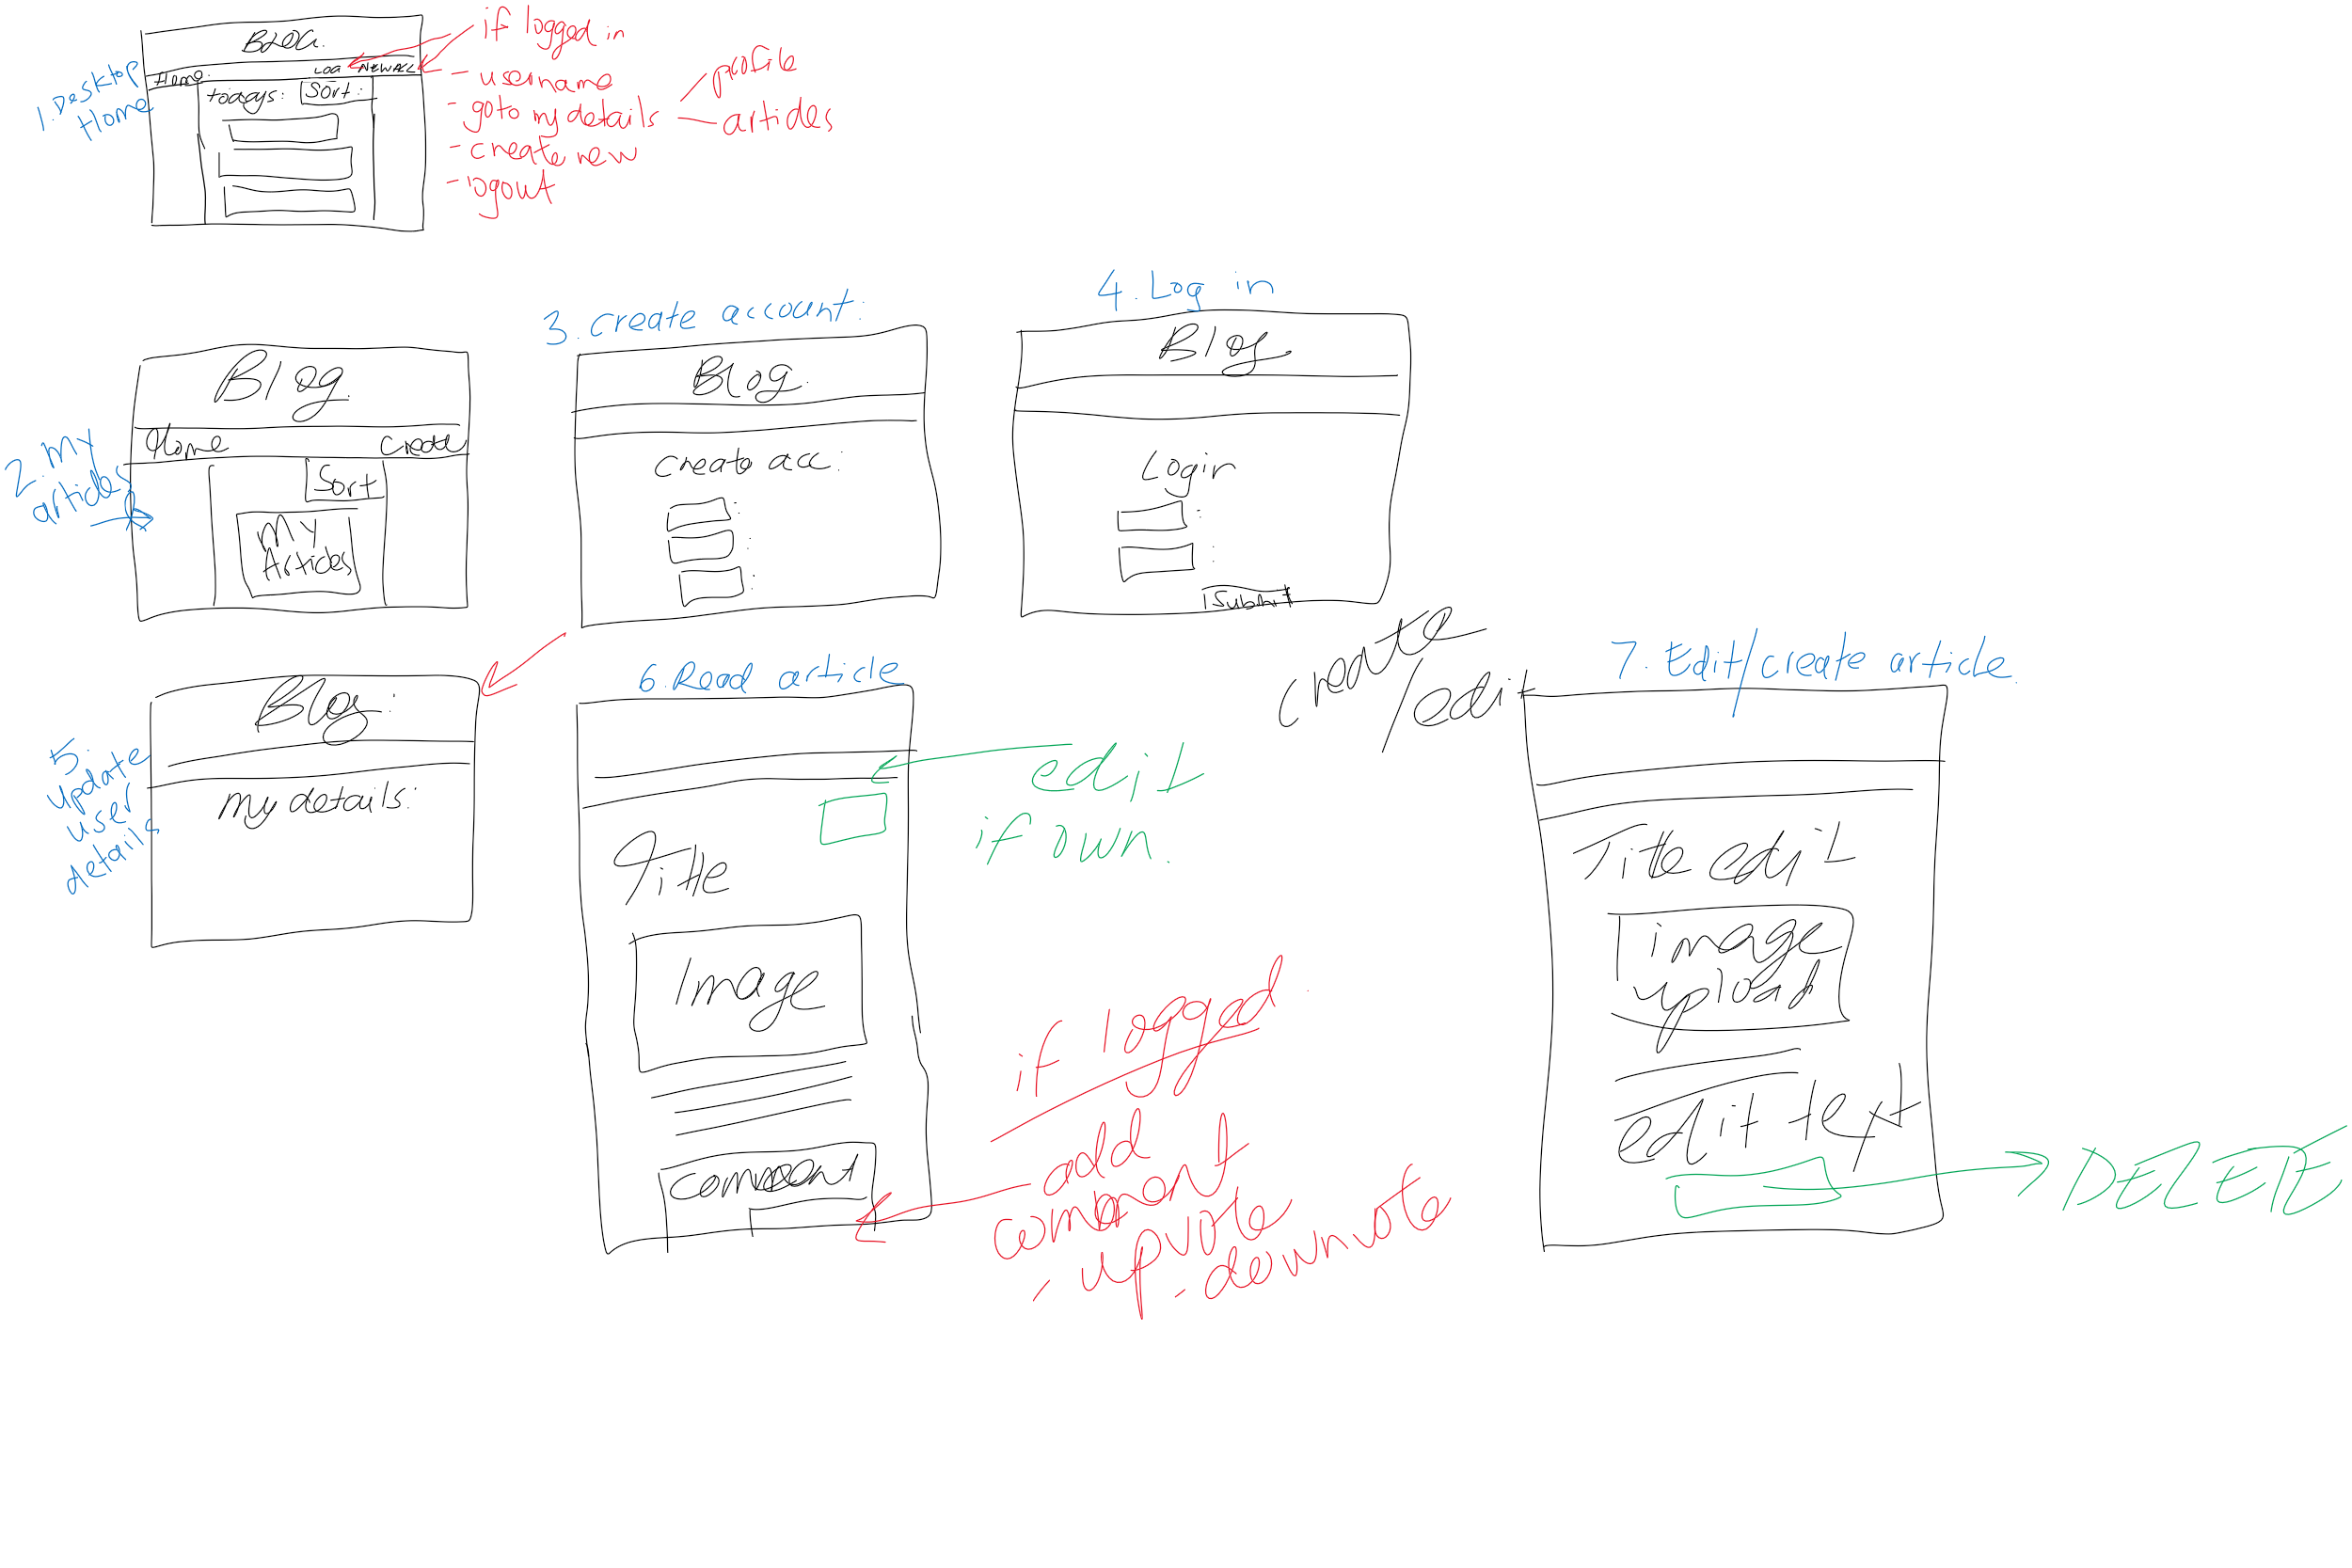 1. Desktop
Home
BLOG.
Home.
LOG NEWACC
todays:
Sort:
if logged in
- username
- goto my details
profile
articles
- create new
- logout
2. My
articles
Blog
Home
Create
Sort
My
Articles
3. create account:
Blog.
Create acc:
4. Log in
Blog
Login
Submit
5.
update
user
details
Blog:
my details:
6. Read article
edit
if own.
Title
Image
comment
if logged.
add
comment
- upvote
- downvote
create
/edit
7. Edit/create article.
Title edit
image
upload
edit text
DELETE